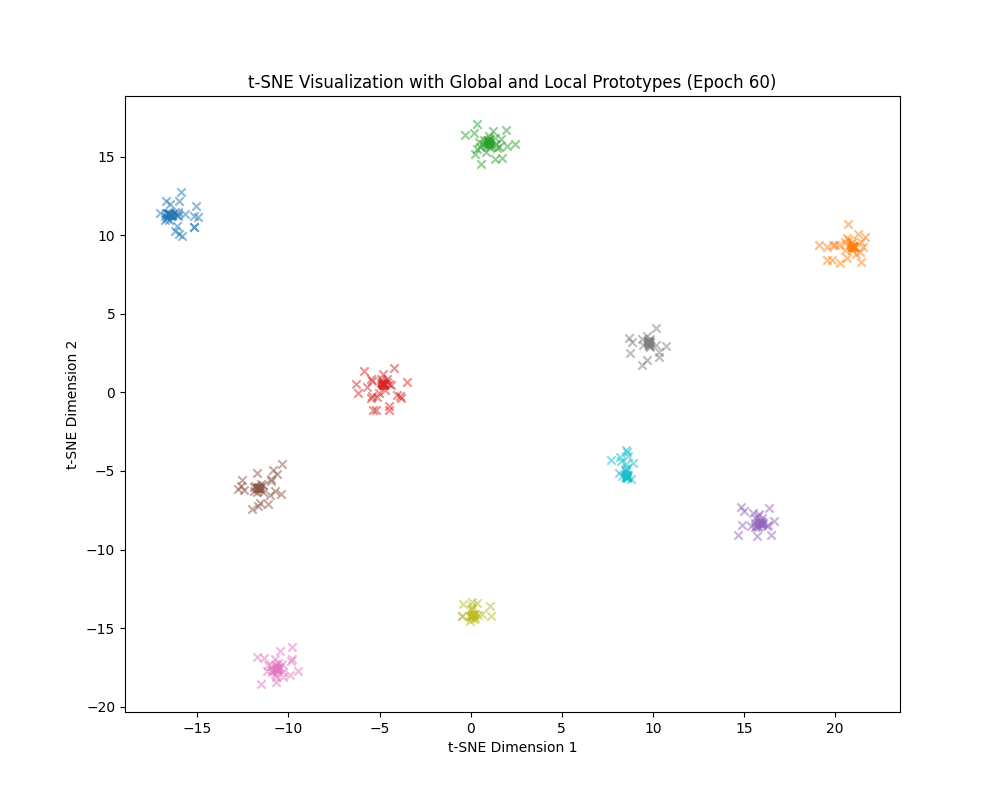 t-SNE Visualization with Global and Local Prototypes (Epoch 60)
15
10
5
0
−5
−10
−15
−20
t-SNE Dimension 2
−15 −10 −5 0 5 10 15 20
t-SNE Dimension 1